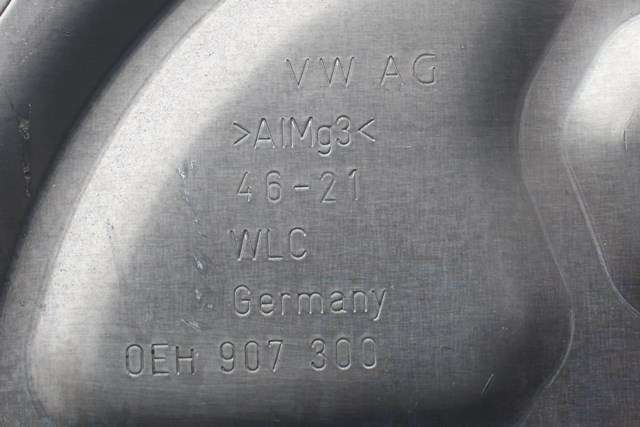 VW AG
>AlMg3<
46-21
WLC
Germany
0EH 907 300